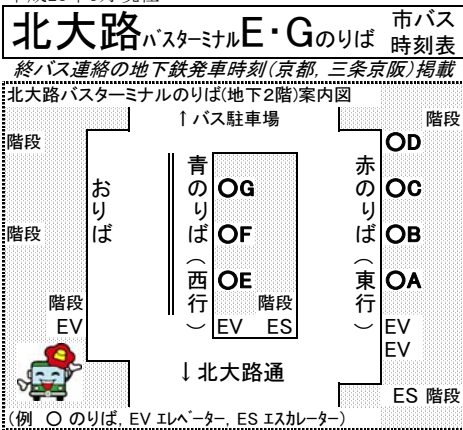 北大路バスターミナルE・Gのりば 市バス時刻表
終バス連絡の地下鉄発車時刻(京都, 三条京阪)掲載
北大路バスターミナルのりば(地下2階)案内図
↑バス駐車場
階段
階段
階段
階段
EV
おりば
青のりば(西行)
○G
○F
○E
階段
EV ES
赤のりば(東行)
階段
○D
○C
○B
○A
EV
EV
ES 階段
↓北大路通
(例 ○ のりば, EV エレベーター, ES エスカレーター)